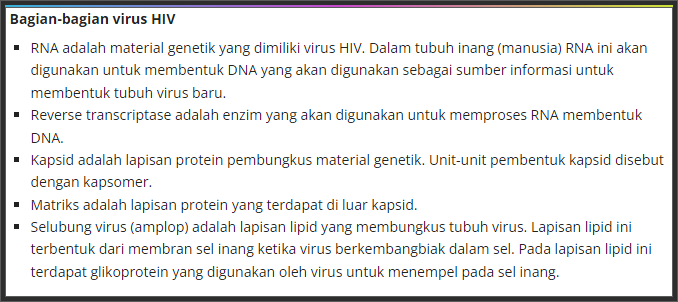 Bagian-bagian virus HIV
▪ RNA adalah material genetik yang dimiliki virus HIV. Dalam tubuh inang (manusia) RNA ini akan
digunakan untuk membentuk DNA yang akan digunakan sebagai sumber informasi untuk
membentuk tubuh virus baru.
▪ Reverse transcriptase adalah enzim yang akan digunakan untuk memproses RNA membentuk
DNA.
▪ Kapsid adalah lapisan protein pembungkus material genetik. Unit-unit pembentuk kapsid disebut
dengan kapsomer.
▪ Matriks adalah lapisan protein yang terdapat di luar kapsid.
▪ Selubung virus (amplop) adalah lapisan lipid yang membungkus tubuh virus. Lapisan lipid ini
terbentuk dari membran sel inang ketika virus berkembangbiak dalam sel. Pada lapisan lipid ini
terdapat glikoprotein yang digunakan oleh virus untuk menempel pada sel inang.